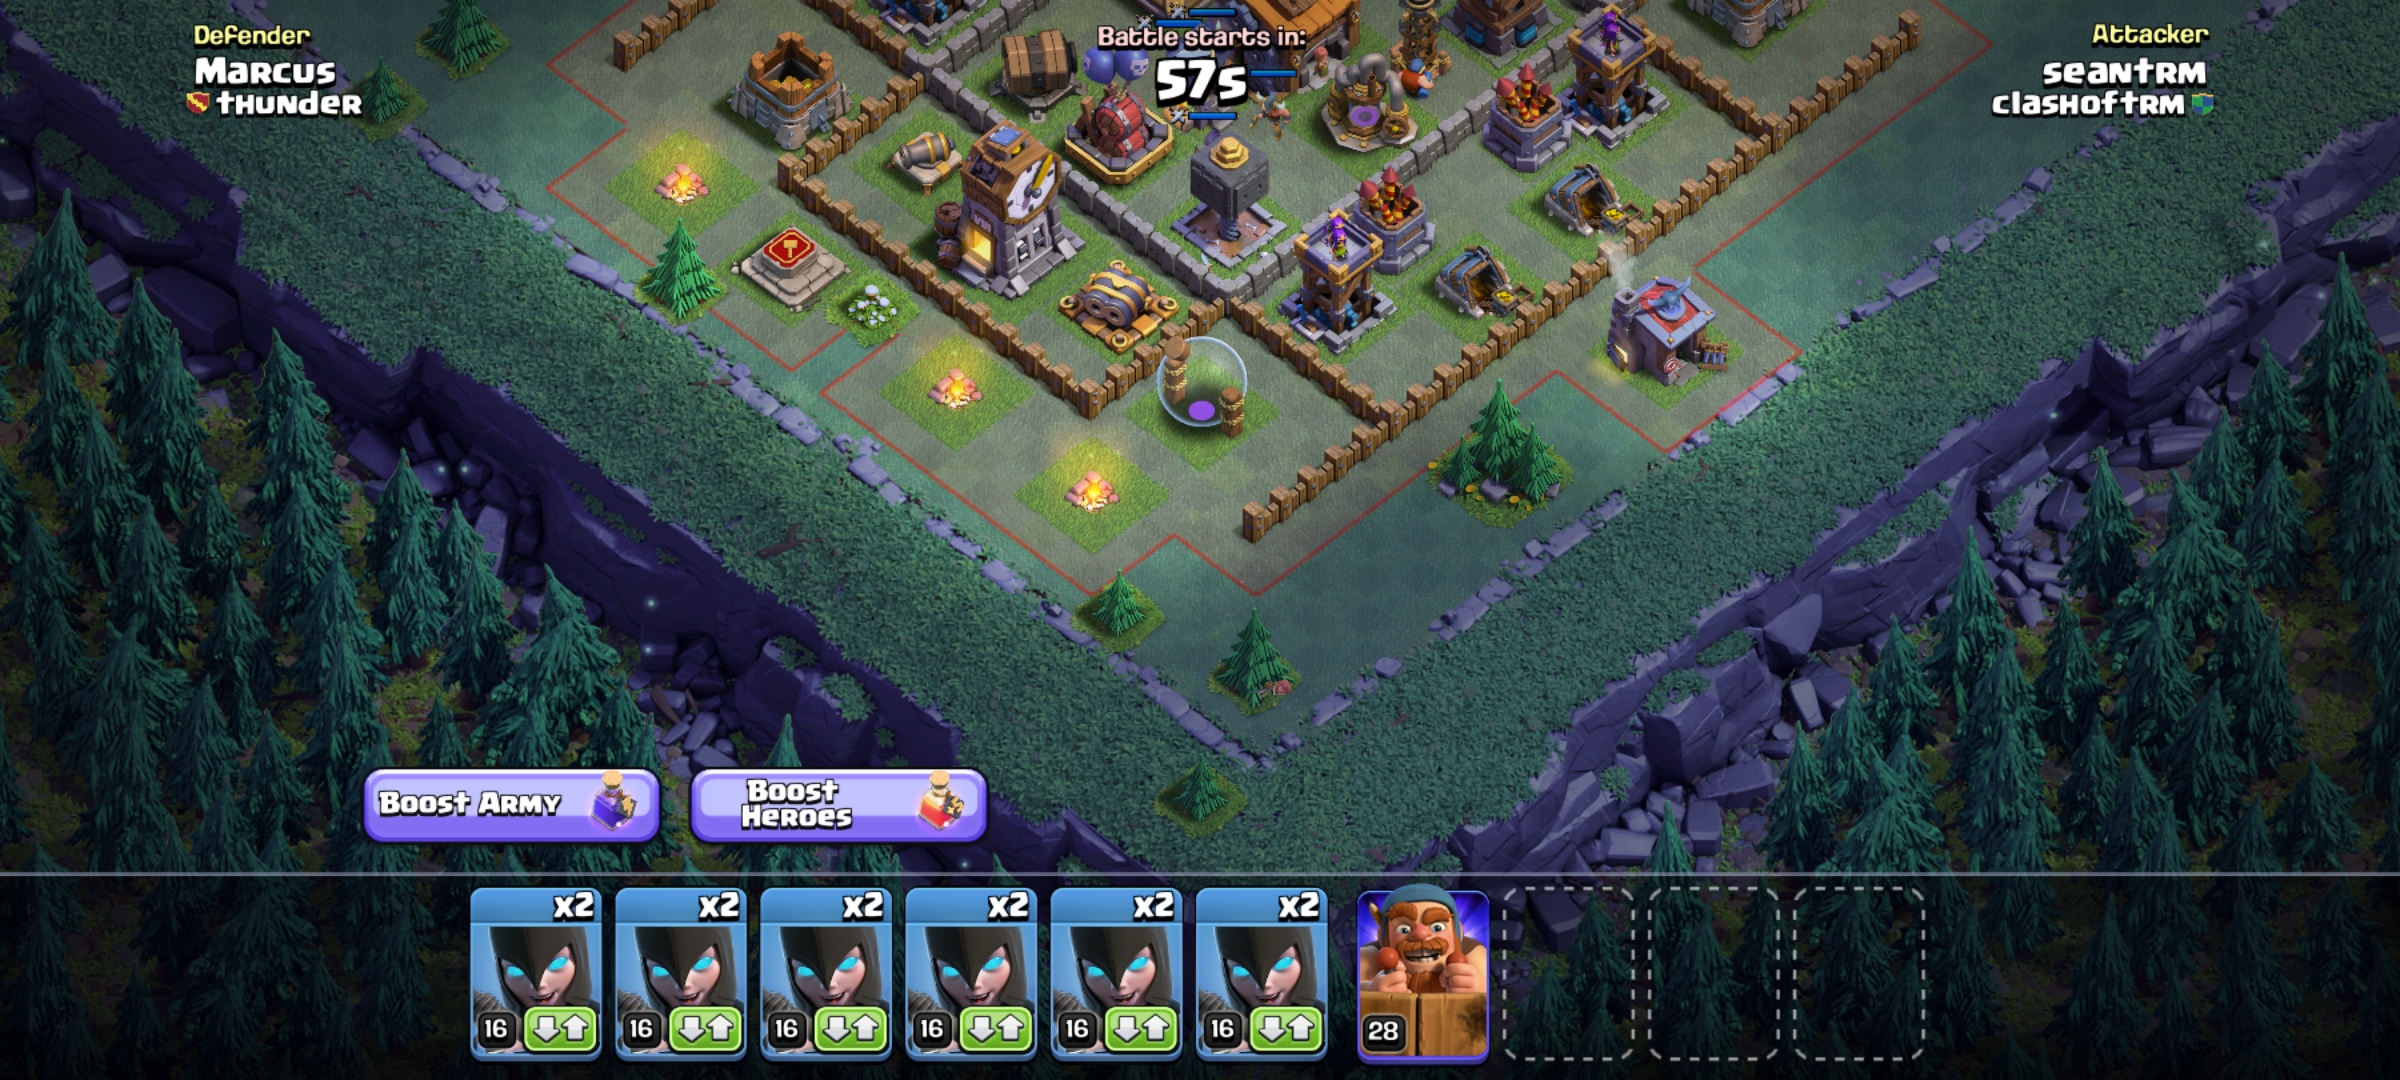 Defender
Marcus
thunder
Battle starts in:
57s
Attacker
seantrm
clashoftrm
Boost Army
Boost
Heroes
x2
x2
x2
x2
x2
x2
16
16
16
16
16
16
28